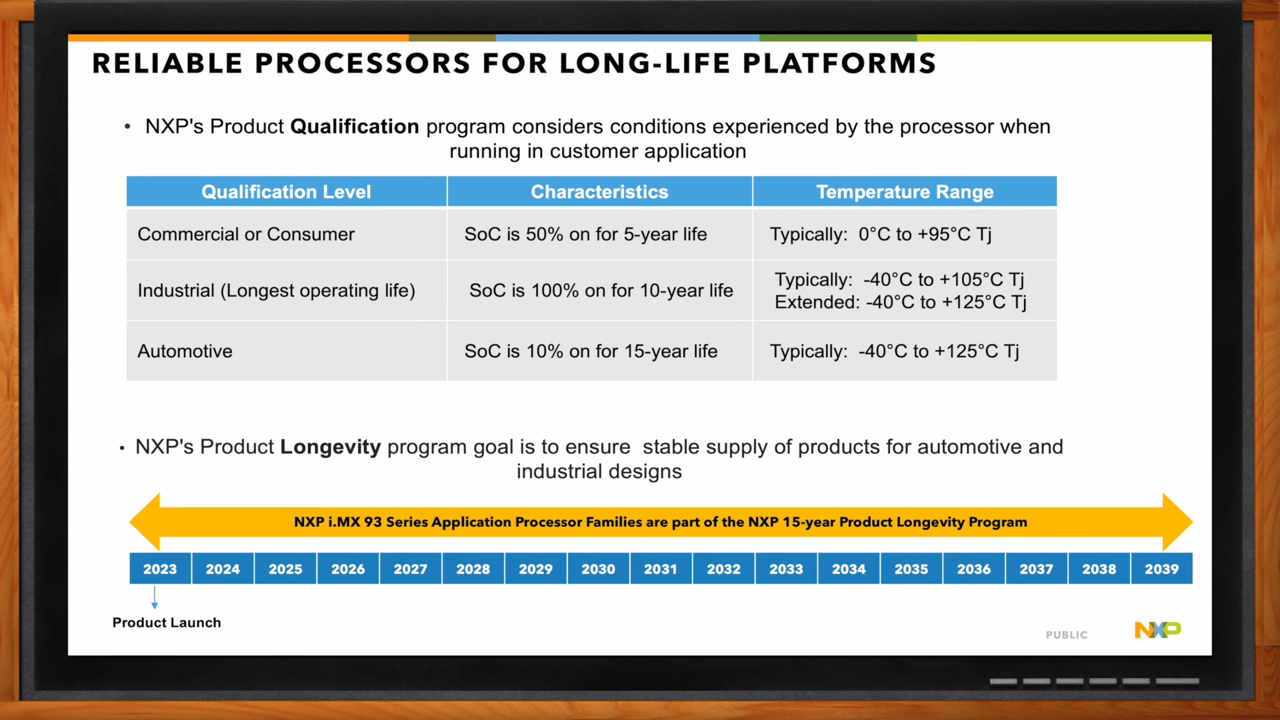 RELIABLE PROCESSORS FOR LONG-LIFE PLATFORMS
• NXP's Product Qualification program considers conditions experienced by the processor when
running in customer application
Qualification Level Characteristics Temperature Range
Commercial or Consumer SoC is 50% on for 5-year life Typically: 0°C to +95°C Tj
Industrial (Longest operating life) SoC is 100% on for 10-year life Typically: -40°C to +105°C Tj
Extended: -40°C to +125°C Tj
Automotive SoC is 10% on for 15-year life Typically: -40°C to +125°C Tj
• NXP's Product Longevity program goal is to ensure stable supply of products for automotive and
industrial designs
NXP i.MX 93 Series Application Processor Families are part of the NXP 15-year Product Longevity Program
2023 2024 2025 2026 2027 2028 2029 2030 2031 2032 2033 2034 2035 2036 2037 2038 2039
Product Launch
PUBLIC NXP